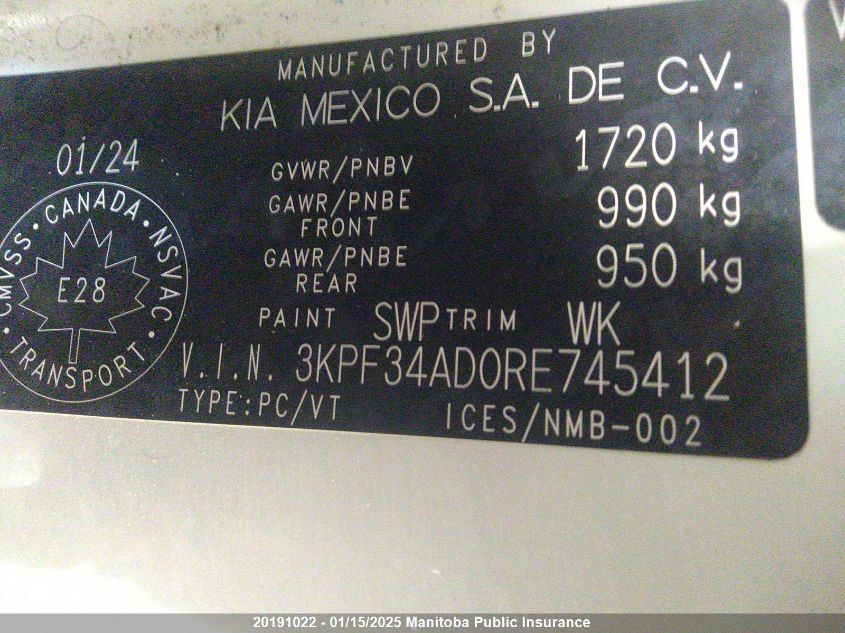 MANUFACTURED BY
KIA MEXICO S.A. DE C.V.
01/24
GVWR/PNBV 1720 kg
GAWR/PNBE 990 kg
FRONT
GAWR/PNBE 950 kg
REAR
CMVSS • CANADA • NSVAC • TRANSPORT •
E28
PAINT SWP TRIM WK
V.I.N. 3KPF34AD0RE745412
TYPE:PC/VT ICES/NMB-002
20191022 - 01/15/2025 Manitoba Public Insurance